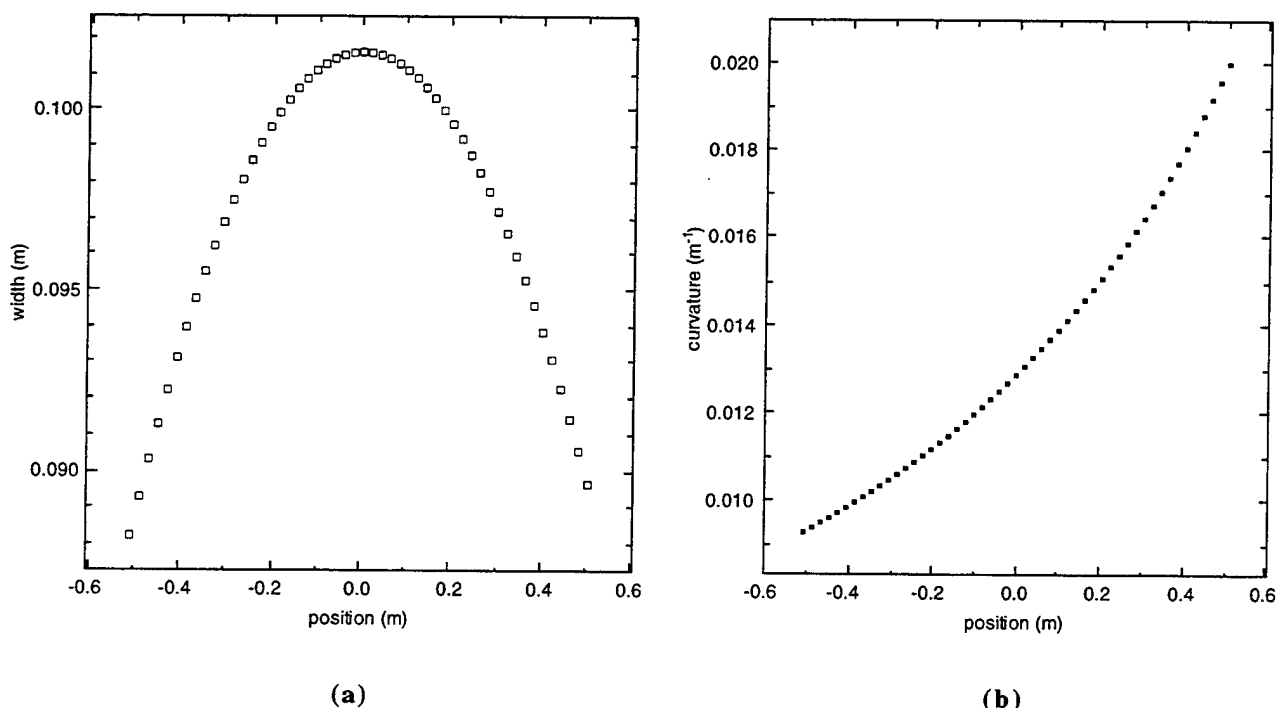 0.100
0.095
0.090
width (m)
-0.6 -0.4 -0.2 0.0 0.2 0.4 0.6
position (m)
(a)
0.020
0.018
0.016
0.014
0.012
0.010
curvature (m⁻¹)
-0.6 -0.4 -0.2 0.0 0.2 0.4 0.6
position (m)
(b)